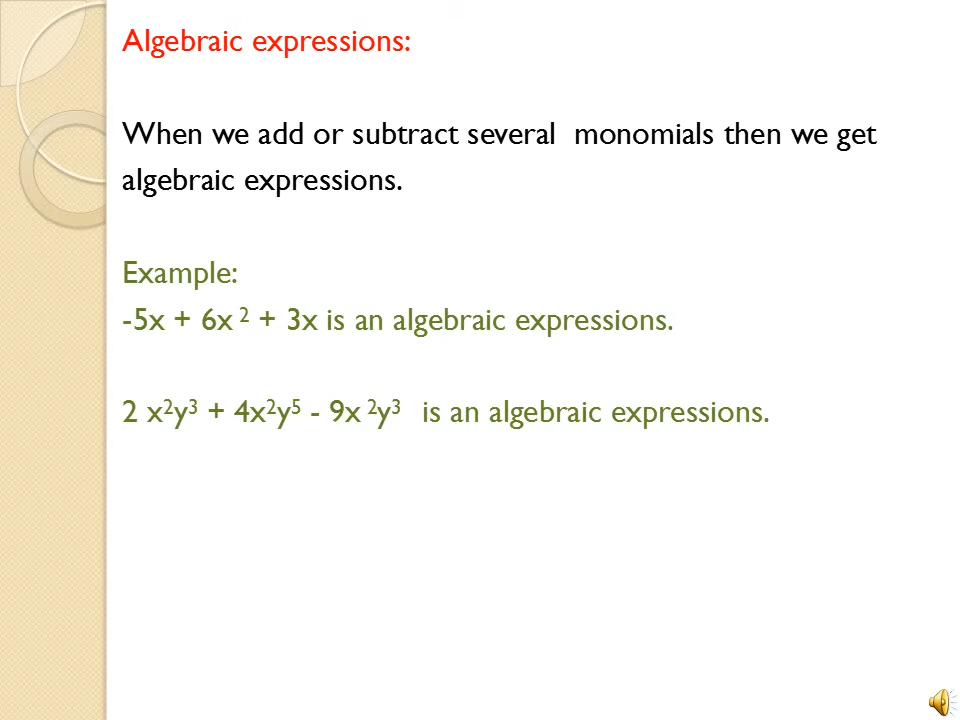 Algebraic expressions:
When we add or subtract several  monomials then we get
algebraic expressions.
Example:
-5x + 6x ² + 3x is an algebraic expressions.
2 x²y³ + 4x²y⁵ - 9x ²y³  is an algebraic expressions.